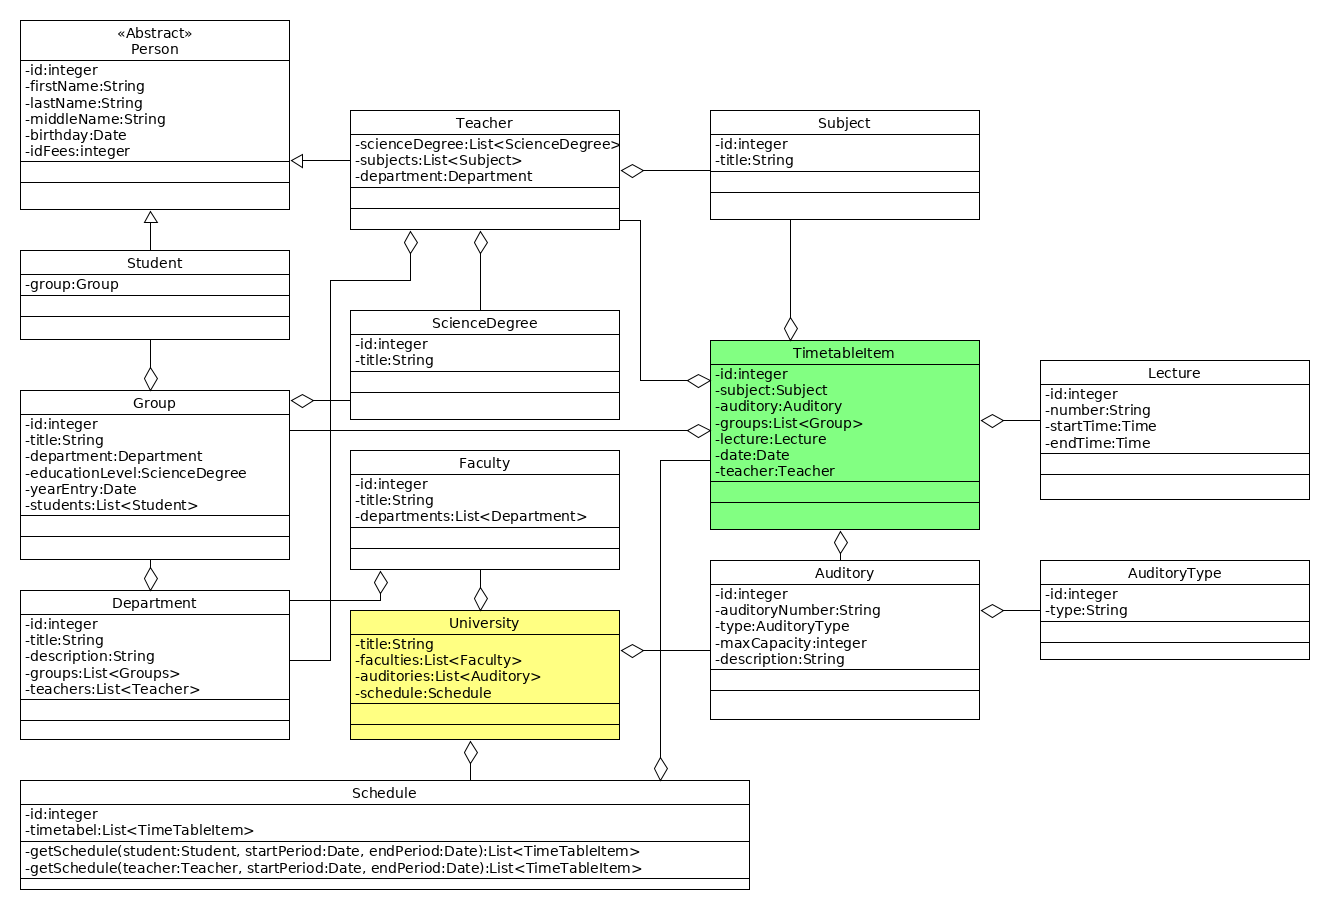 «Abstract»
Person
-id:integer
-firstName:String
-lastName:String
-middleName:String
-birthday:Date
-idFees:integer
Teacher
-scienceDegree:List<ScienceDegree>
-subjects:List<Subject>
-department:Department
Subject
-id:integer
-title:String
Student
-group:Group
ScienceDegree
-id:integer
-title:String
TimetableItem
-id:integer
-subject:Subject
-auditory:Auditory
-groups:List<Group>
-lecture:Lecture
-date:Date
-teacher:Teacher
Lecture
-id:integer
-number:String
-startTime:Time
-endTime:Time
Group
-id:integer
-title:String
-department:Department
-educationLevel:ScienceDegree
-yearEntry:Date
-students:List<Student>
Faculty
-id:integer
-title:String
-departments:List<Department>
Department
-id:integer
-title:String
-description:String
-groups:List<Groups>
-teachers:List<Teacher>
University
-title:String
-faculties:List<Faculty>
-auditories:List<Auditory>
-schedule:Schedule
Auditory
-id:integer
-auditoryNumber:String
-type:AuditoryType
-maxCapacity:integer
-description:String
AuditoryType
-id:integer
-type:String
Schedule
-id:integer
-timetabel:List<TimeTableItem>
-getSchedule(student:Student, startPeriod:Date, endPeriod:Date):List<TimeTableItem>
-getSchedule(teacher:Teacher, startPeriod:Date, endPeriod:Date):List<TimeTableItem>